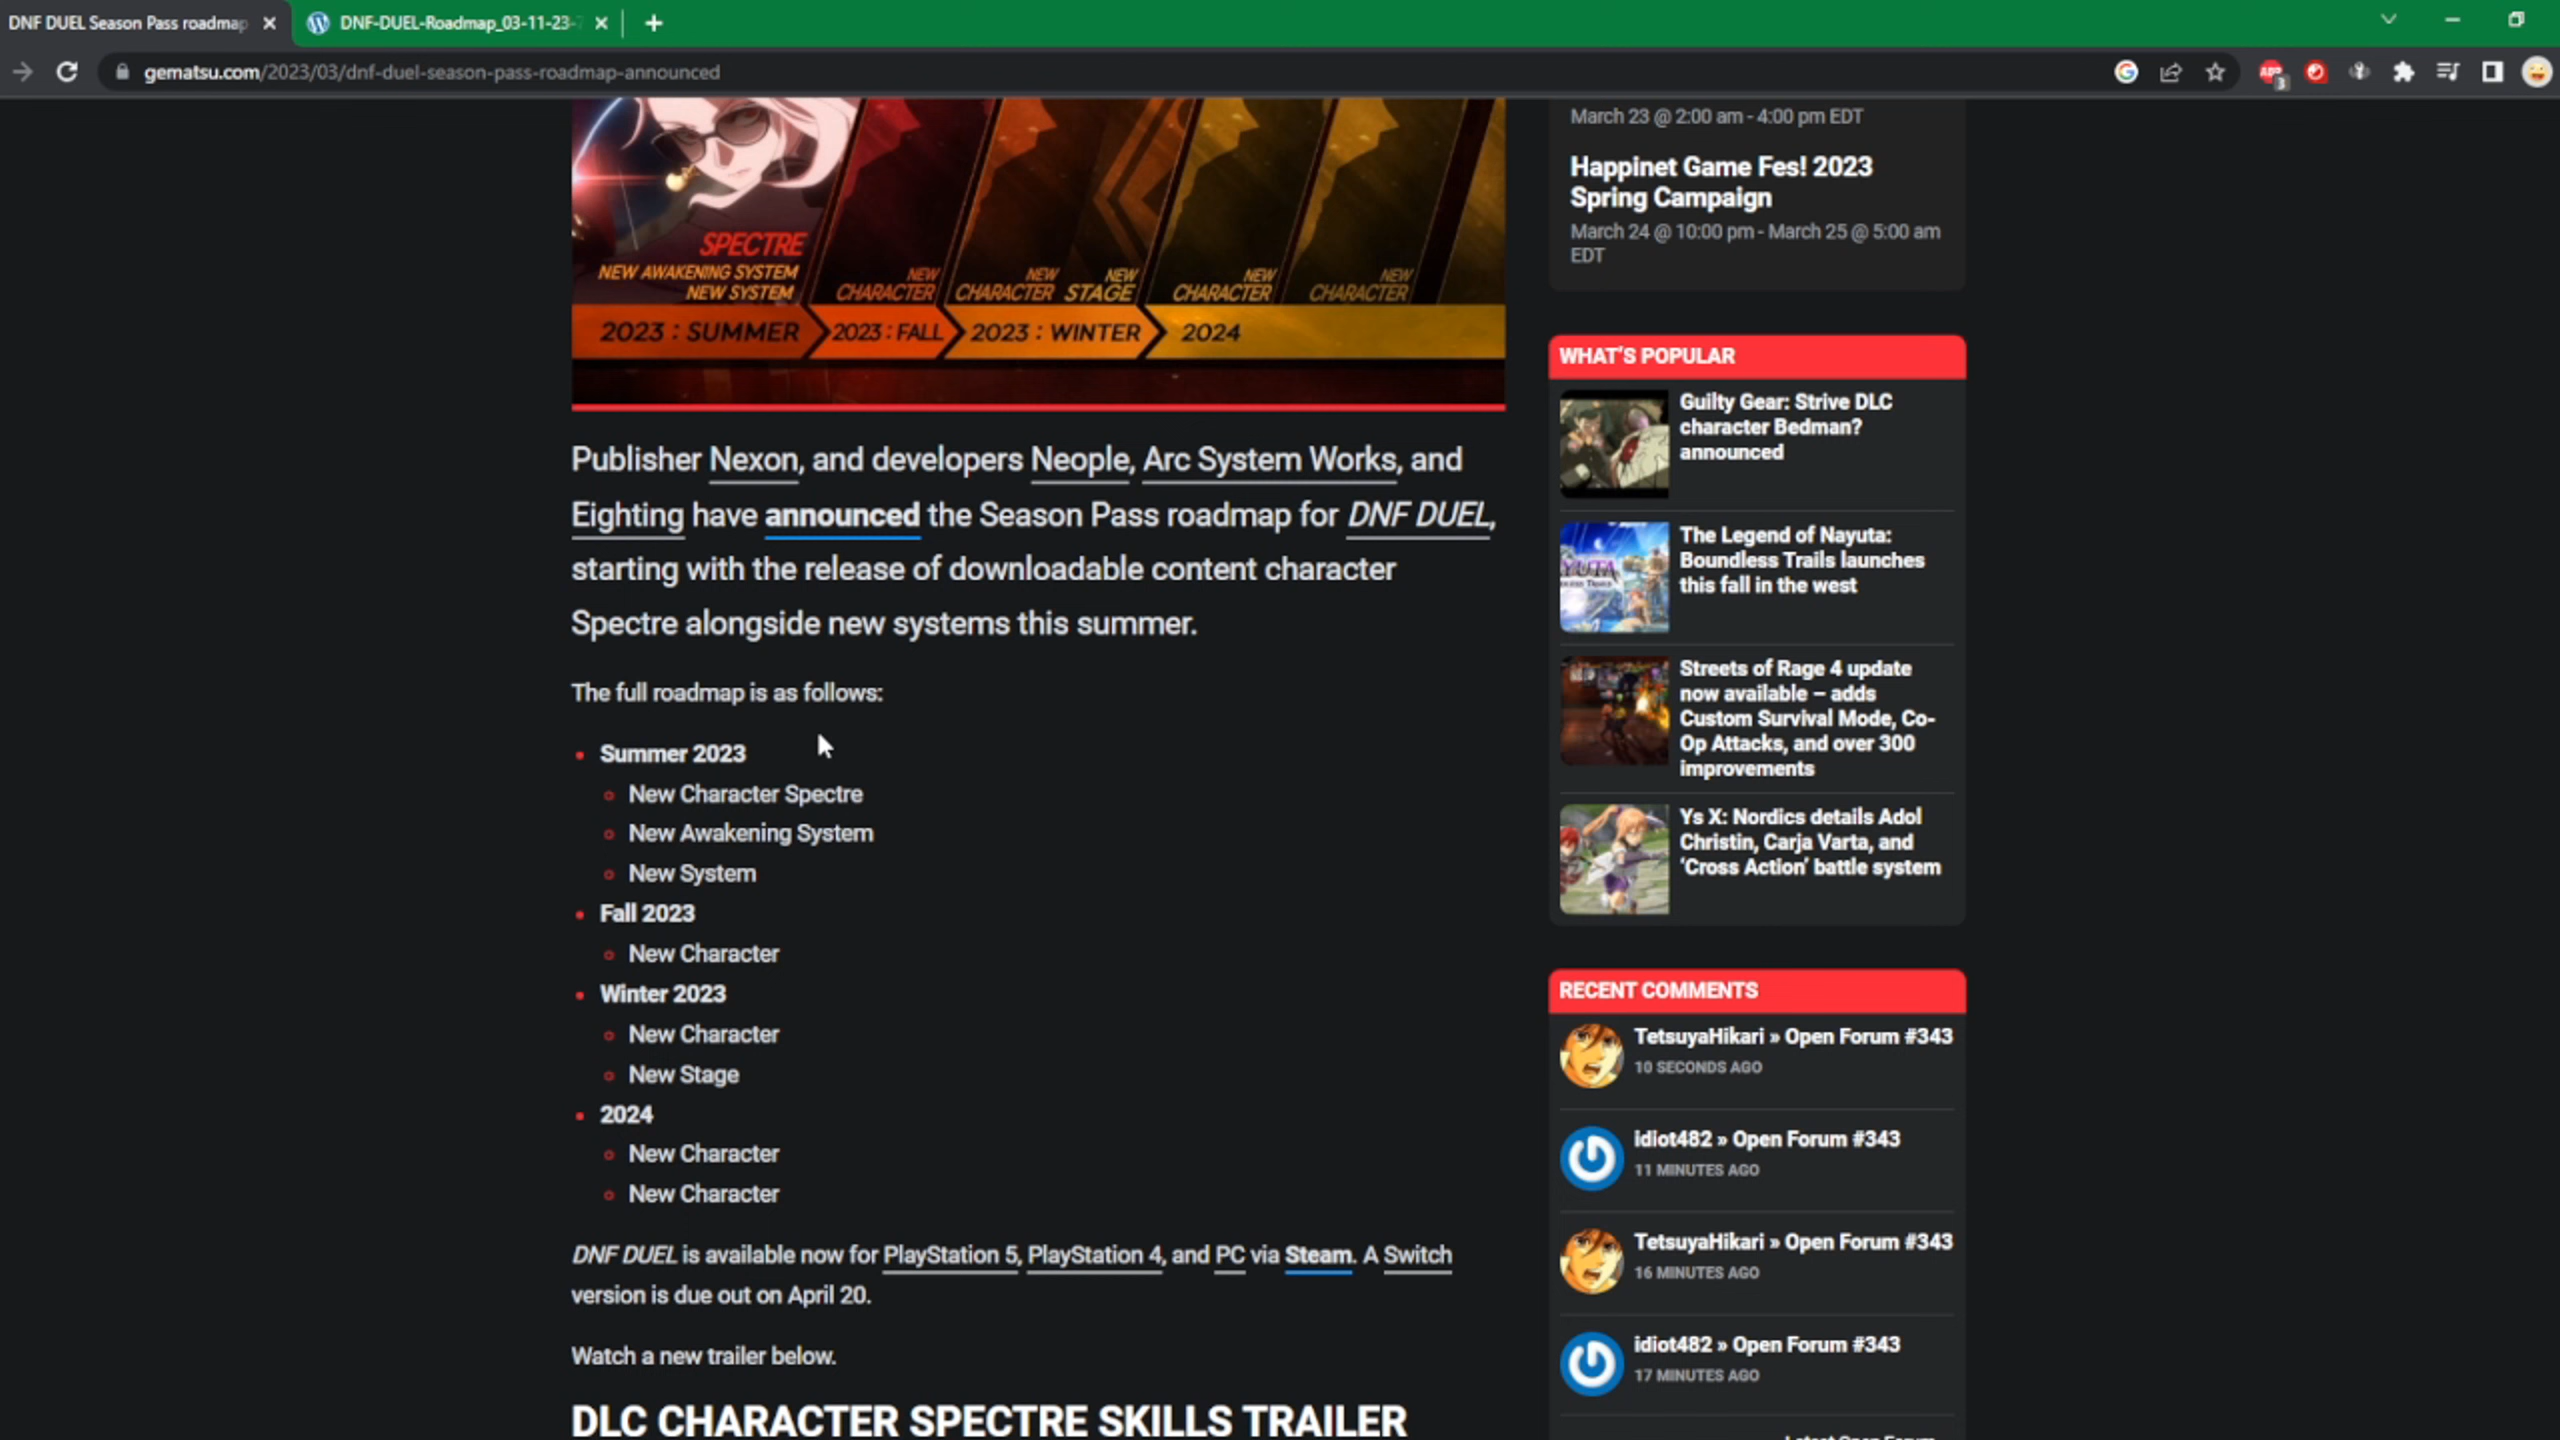 DNF DUEL Season Pass roadmap
DNF-DUEL-Roadmap_03-11-23-
gematsu.com/2023/03/dnf-duel-season-pass-roadmap-announced
ABP
3
SPECTRE
NEW AWAKENING SYSTEM
NEW SYSTEM
NEW
CHARACTER
NEW
CHARACTER
NEW
STAGE
NEW
CHARACTER
NEW
CHARACTER
2023 : SUMMER
2023 : FALL
2023 : WINTER
2024
Publisher Nexon, and developers Neople, Arc System Works, and
Eighting have announced the Season Pass roadmap for DNF DUEL,
starting with the release of downloadable content character
Spectre alongside new systems this summer.
The full roadmap is as follows:
Summer 2023
New Character Spectre
New Awakening System
New System
Fall 2023
New Character
Winter 2023
New Character
New Stage
2024
New Character
New Character
DNF DUEL is available now for PlayStation 5, PlayStation 4, and PC via Steam. A Switch
version is due out on April 20.
Watch a new trailer below.
DLC CHARACTER SPECTRE SKILLS TRAILER
March 23 @ 2:00 am - 4:00 pm EDT
Happinet Game Fes! 2023
Spring Campaign
March 24 @ 10:00 pm - March 25 @ 5:00 am
EDT
WHAT'S POPULAR
Guilty Gear: Strive DLC
character Bedman?
announced
The Legend of Nayuta:
Boundless Trails launches
this fall in the west
Streets of Rage 4 update
now available – adds
Custom Survival Mode, Co-
Op Attacks, and over 300
improvements
Ys X: Nordics details Adol
Christin, Carja Varta, and
‘Cross Action’ battle system
RECENT COMMENTS
TetsuyaHikari » Open Forum #343
10 SECONDS AGO
idiot482 » Open Forum #343
11 MINUTES AGO
TetsuyaHikari » Open Forum #343
16 MINUTES AGO
idiot482 » Open Forum #343
17 MINUTES AGO